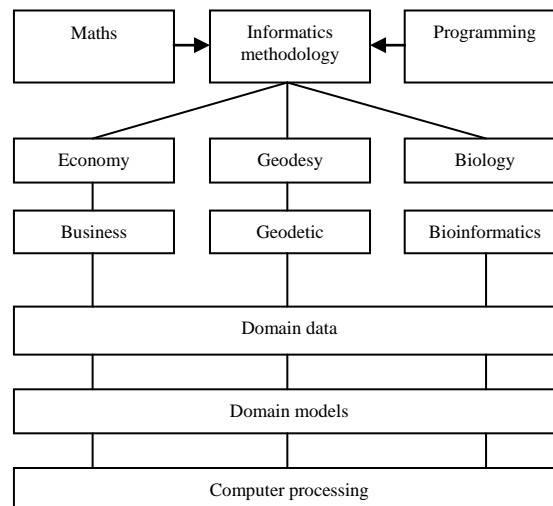 Maths
Informatics
methodology
Programming
Economy
Geodesy
Biology
Business
Geodetic
Bioinformatics
Domain data
Domain models
Computer processing